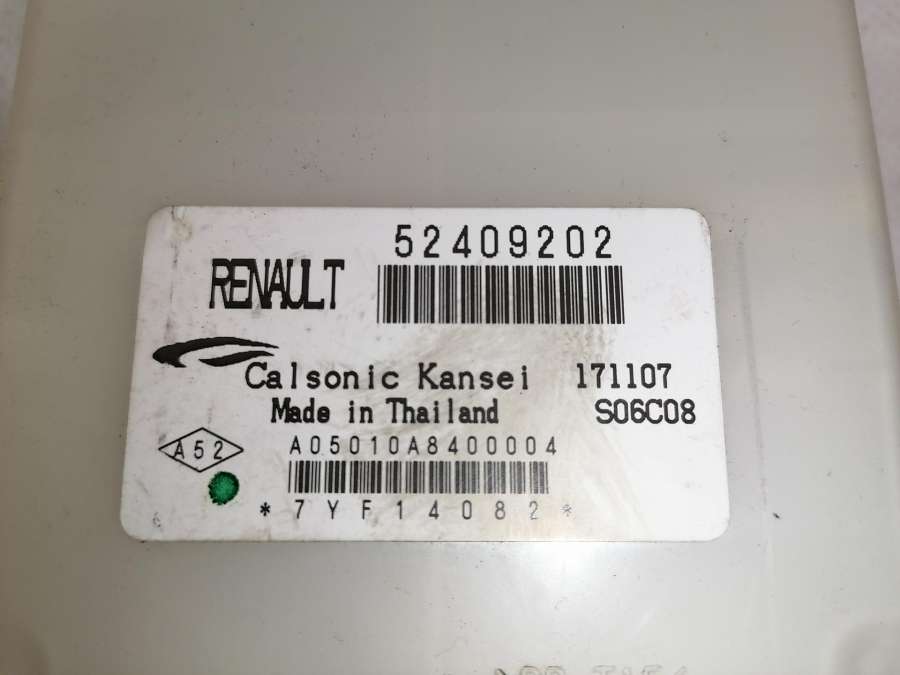 52409202
RENAULT
Calsonic Kansei 171107
Made in Thailand S06C08
A52
A05010A8400004
*7YF14082*